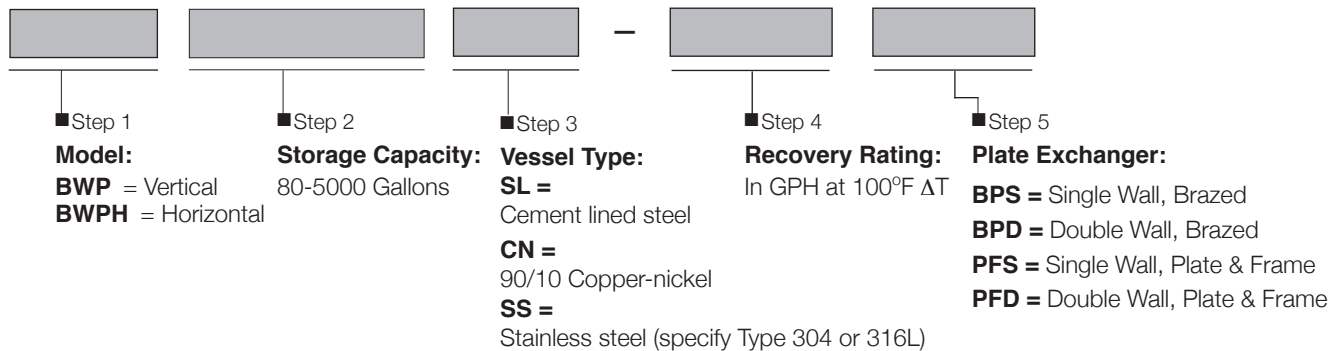 –
■Step 1
Model:
BWP = Vertical
BWPH = Horizontal
■Step 2
Storage Capacity:
80-5000 Gallons
■Step 3
Vessel Type:
SL =
Cement lined steel
CN =
90/10 Copper-nickel
SS =
Stainless steel (specify Type 304 or 316L)
■Step 4
Recovery Rating:
In GPH at 100°F ΔT
■Step 5
Plate Exchanger:
BPS = Single Wall, Brazed
BPD = Double Wall, Brazed
PFS = Single Wall, Plate & Frame
PFD = Double Wall, Plate & Frame